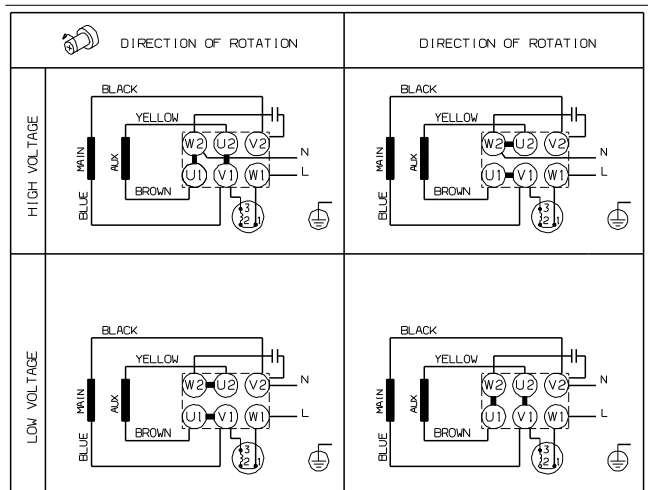 DIRECTION OF ROTATION
DIRECTION OF ROTATION
HIGH VOLTAGE
BLACK
YELLOW
MAIN
AUX
W2 U2 V2
N
U1 V1 W1
L
BLUE
BROWN
3
2 1
BLACK
YELLOW
MAIN
AUX
W2 U2 V2
N
U1 V1 W1
L
BLUE
BROWN
3
2 1
LOW VOLTAGE
BLACK
YELLOW
MAIN
AUX
W2 U2 V2
N
U1 V1 W1
L
BLUE
BROWN
3
2 1
BLACK
YELLOW
MAIN
AUX
W2 U2 V2
N
U1 V1 W1
L
BLUE
BROWN
3
2 1